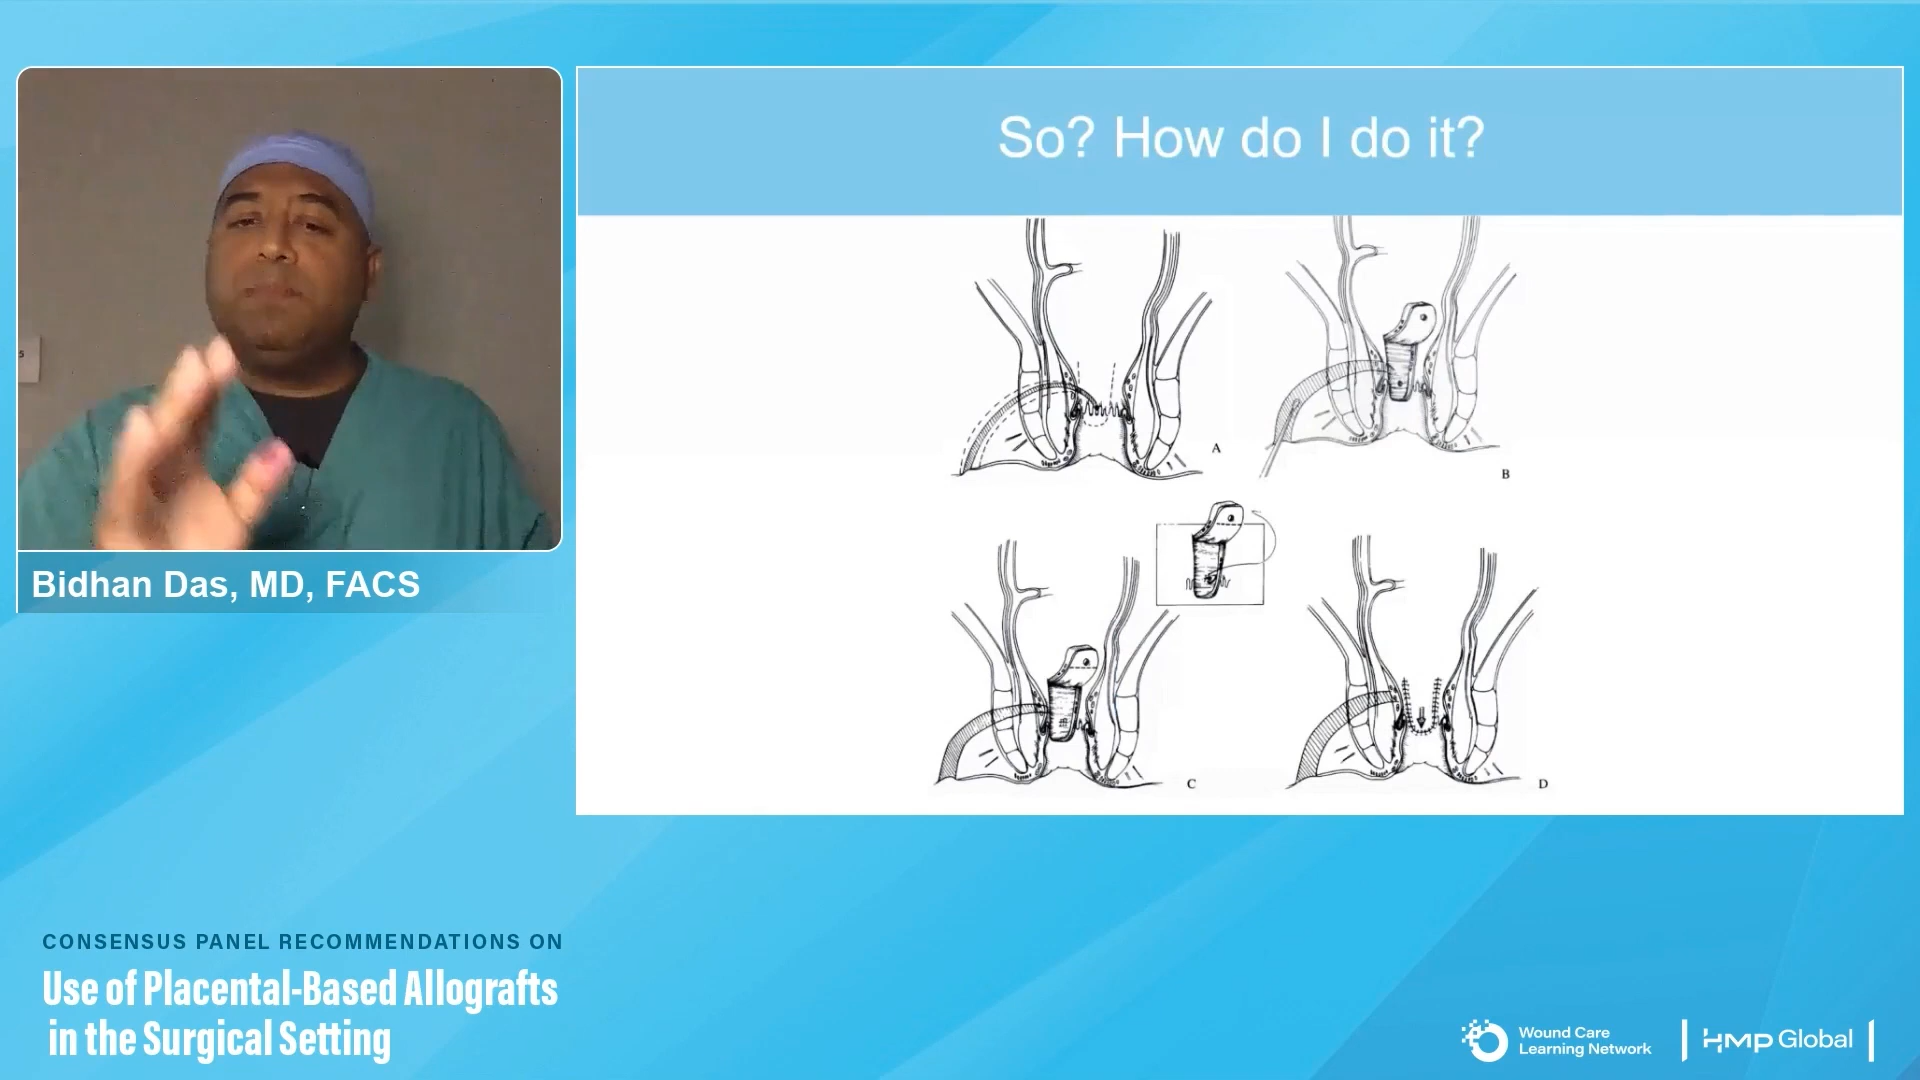 So? How do I do it?
A
B
C
D
Bidhan Das, MD, FACS
CONSENSUS PANEL RECOMMENDATIONS ON
Use of Placental-Based Allografts
in the Surgical Setting
Wound Care
Learning Network
HMP Global